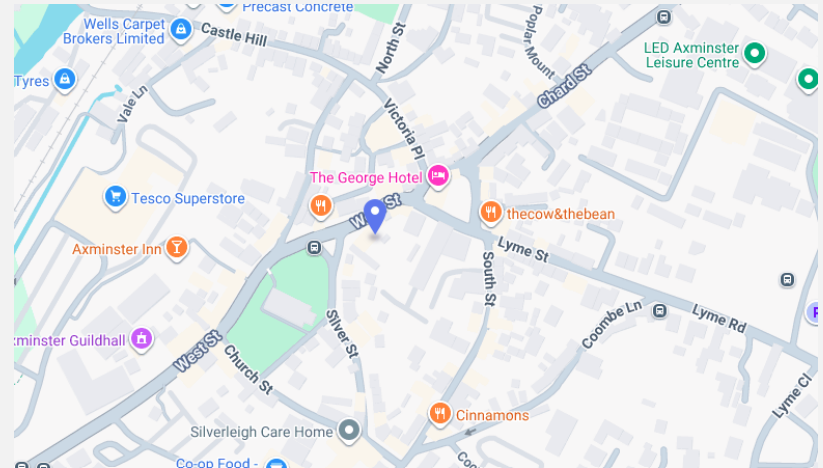 Precast Concrete
Wells Carpet
Brokers Limited
Castle Hill
North St
Poplar Mount
LED Axminster
Leisure Centre
Tyres
Vale Ln
Chard St
Victoria Pl
The George Hotel
Tesco Superstore
West St
thecow&thebean
Axminster Inn
Lyme St
South St
Coombe Ln
Lyme Rd
P
xminster Guildhall
Silver St
West St
Church St
Lyme Cl
Cinnamons
Silverleigh Care Home
Coo
Co-op Food -